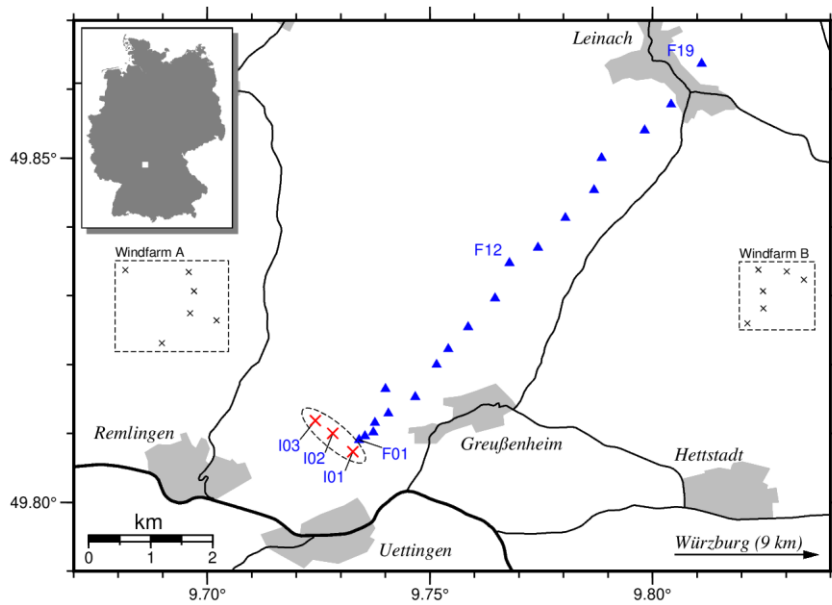 Leinach
F19
49.85°
F12
Windfarm A
Windfarm B
Remlingen
I03
I02
I01
F01
Greußenheim
Hettstadt
49.80°
km
0 1 2
Uettingen
Würzburg (9 km)
9.70° 9.75° 9.80°